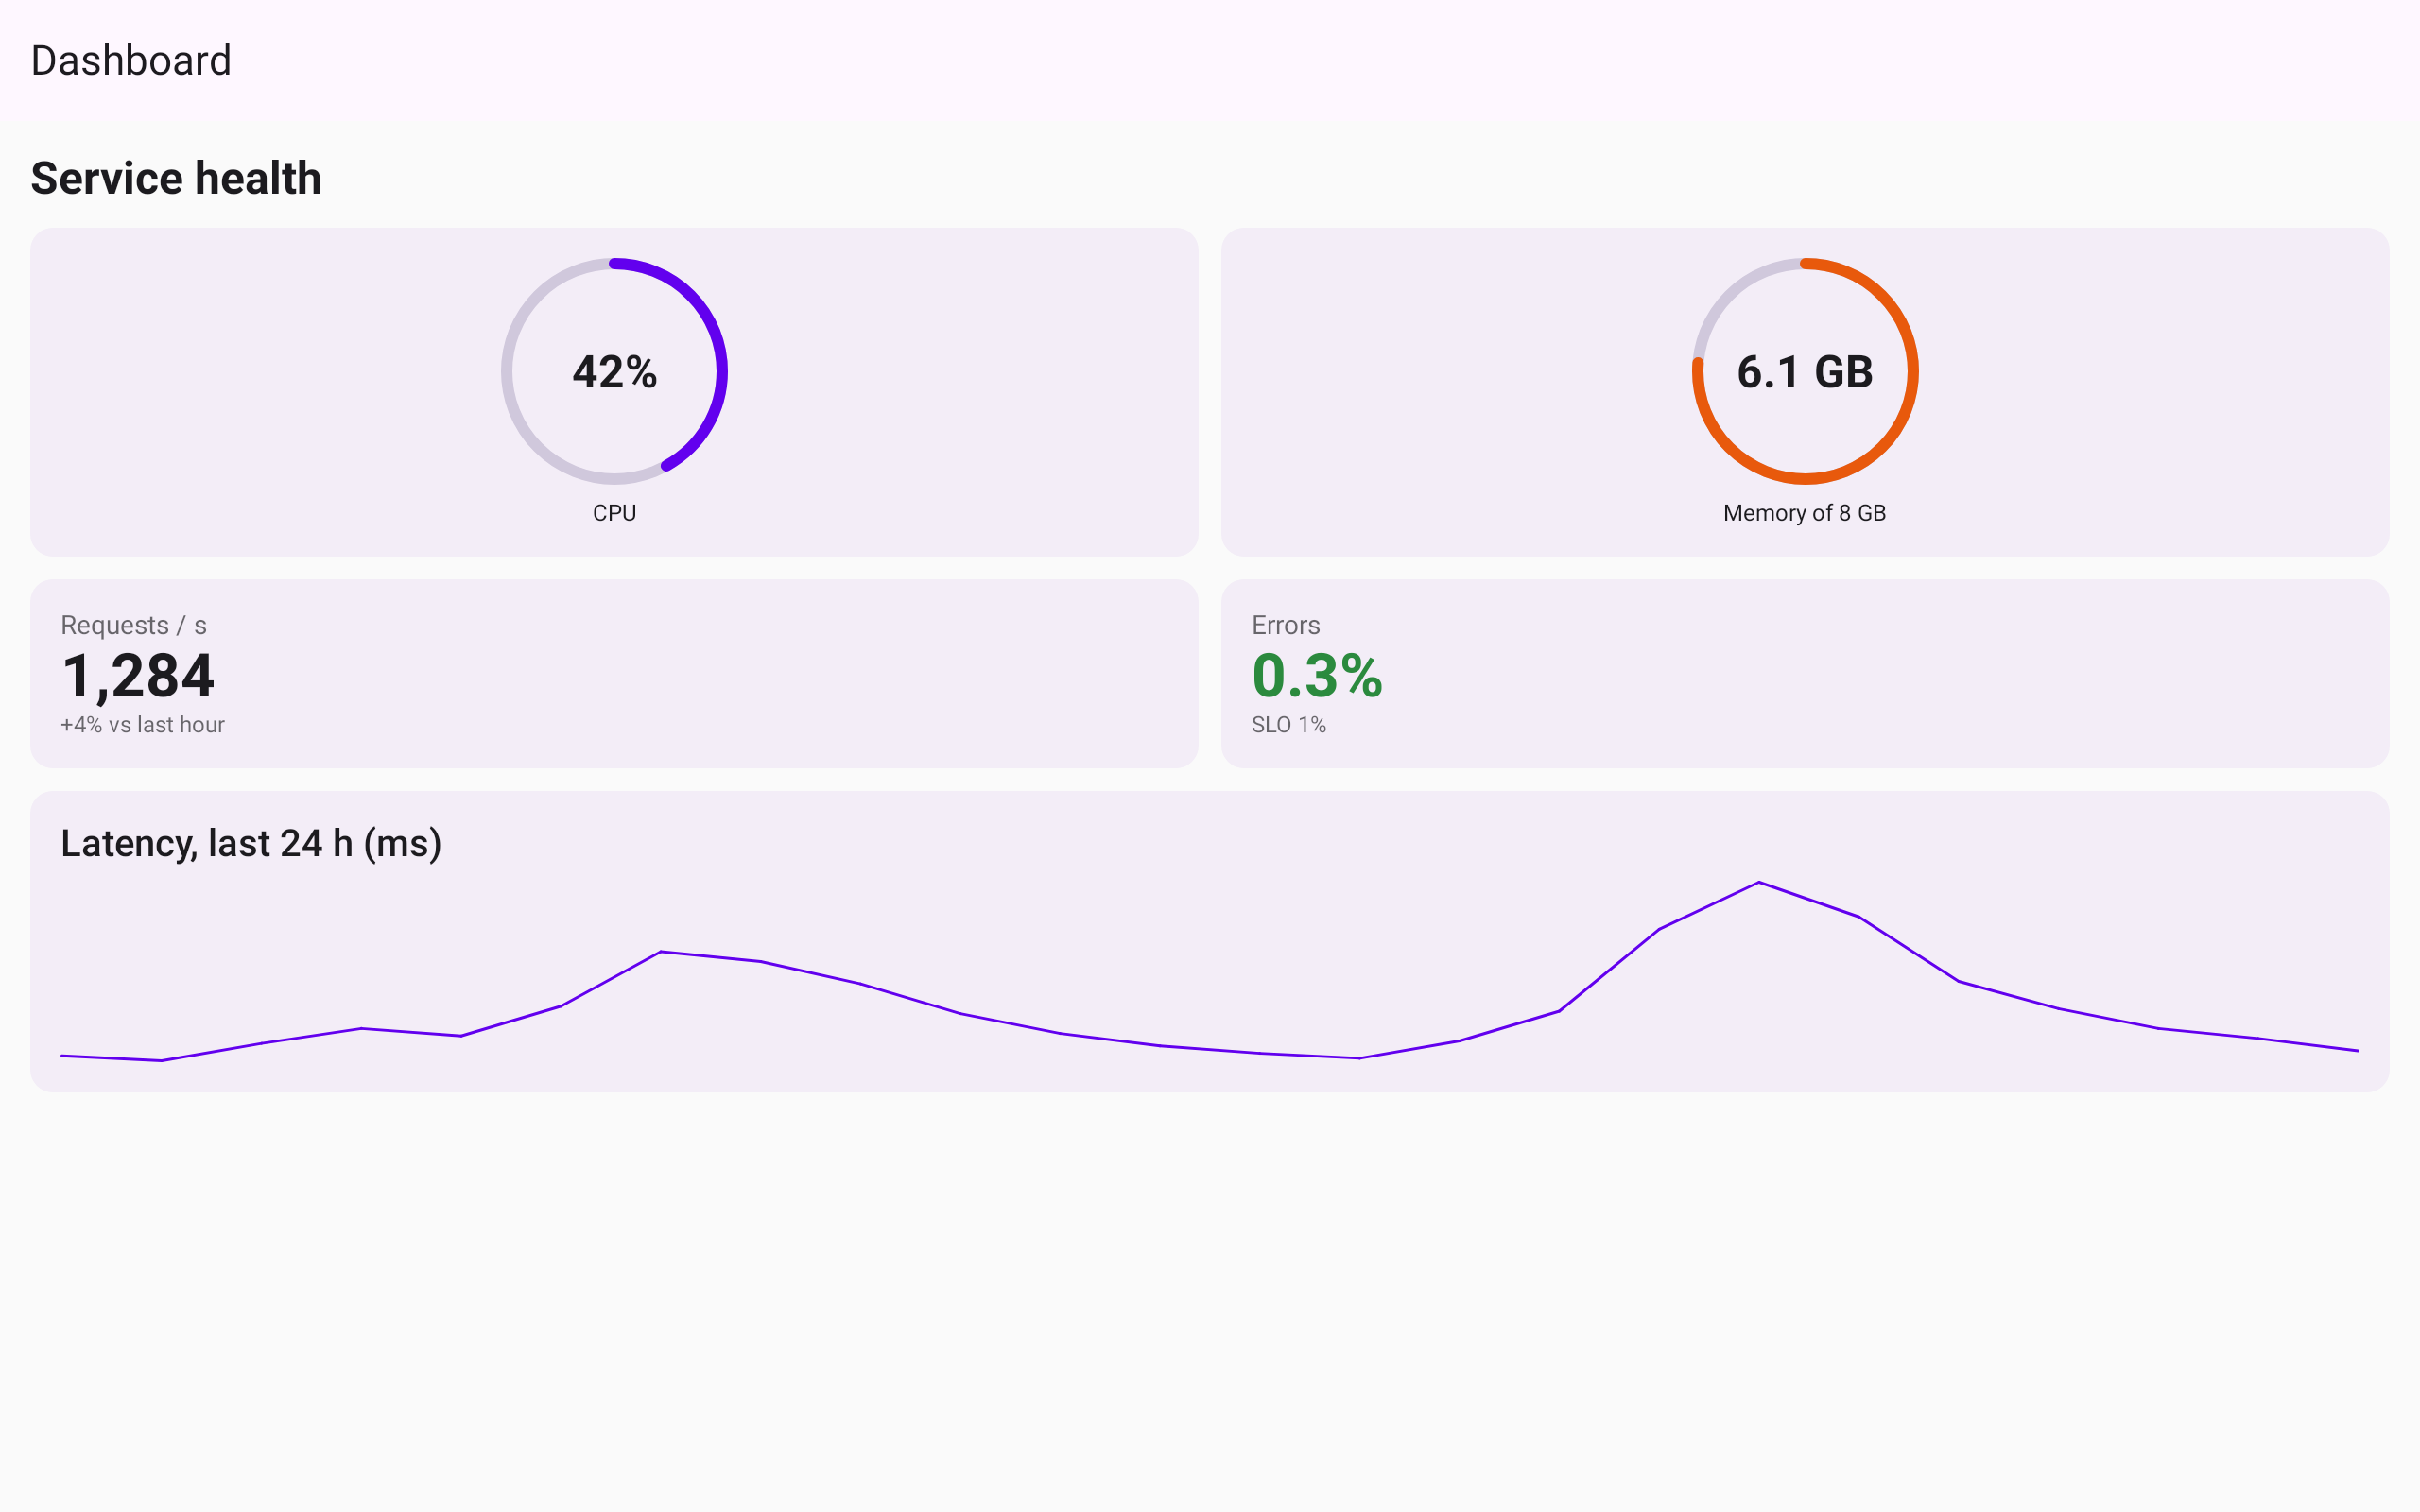 Dashboard
Service health
42%
CPU
6.1 GB
Memory of 8 GB
Requests / s
1,284
+4% vs last hour
Errors
0.3%
SLO 1%
Latency, last 24 h (ms)